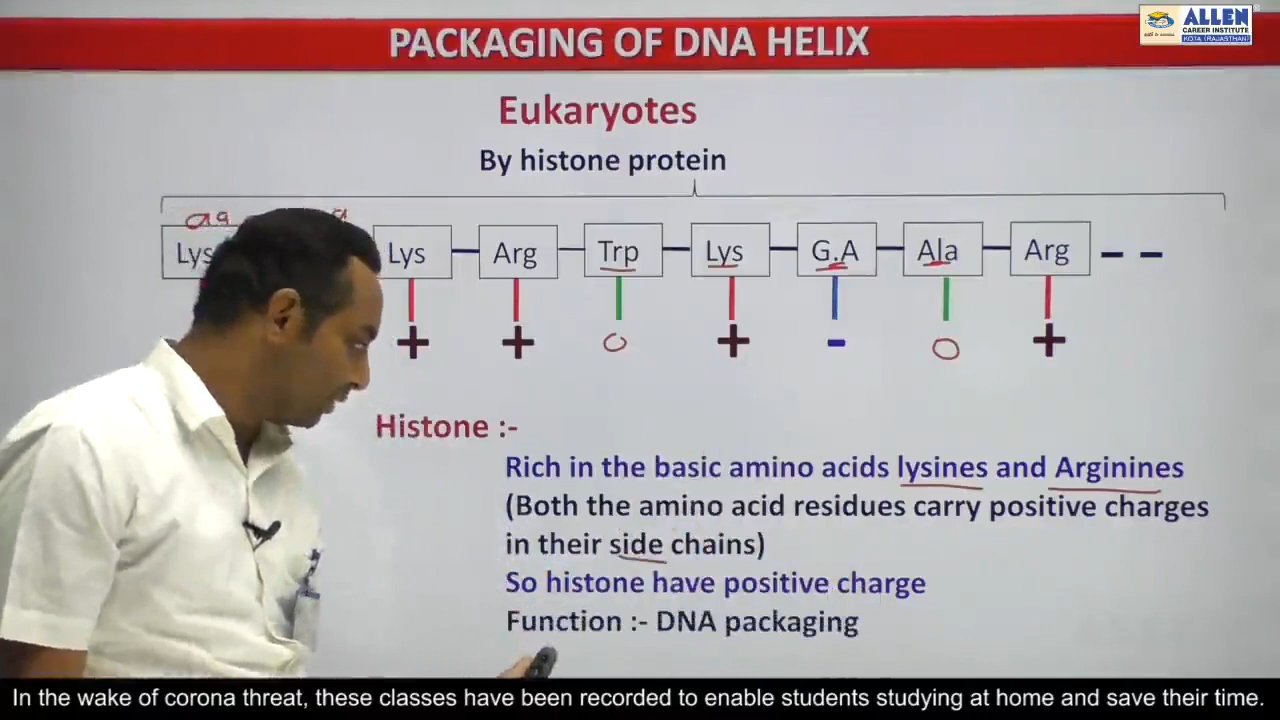 PACKAGING OF DNA HELIX
ALLEN
CAREER INSTITUTE
KOTA (RAJASTHAN)
Eukaryotes
By histone protein
Lys Lys Arg Trp Lys G.A Ala Arg
+ + O + - O +
Histone :-
Rich in the basic amino acids lysines and Arginines
(Both the amino acid residues carry positive charges
in their side chains)
So histone have positive charge
Function :- DNA packaging
In the wake of corona threat, these classes have been recorded to enable students studying at home and save their time.